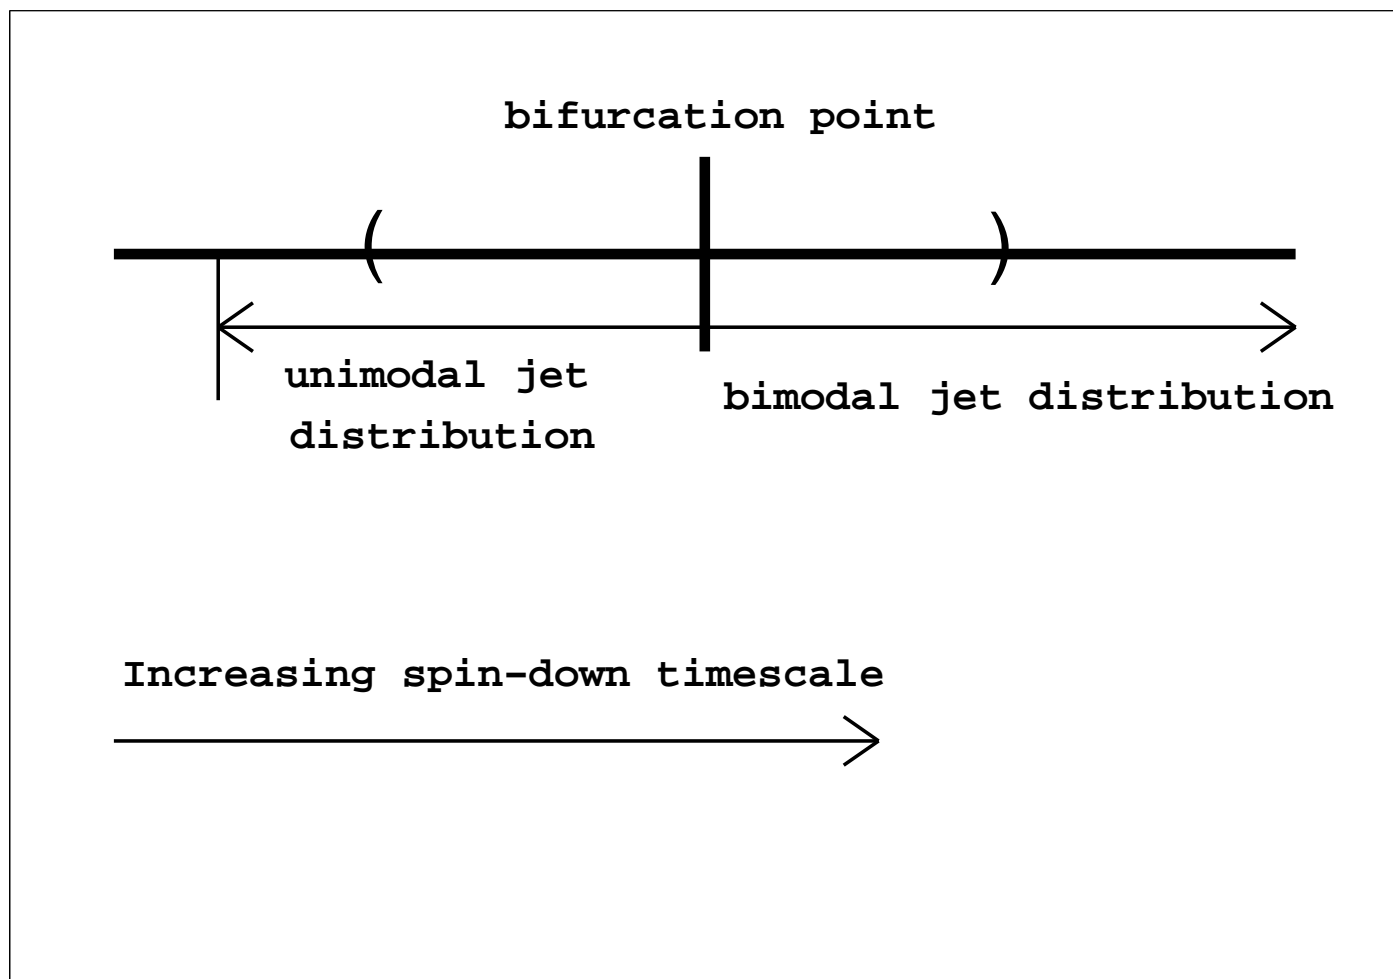 bifurcation point
( )
unimodal jet
distribution
bimodal jet distribution
Increasing spin-down timescale